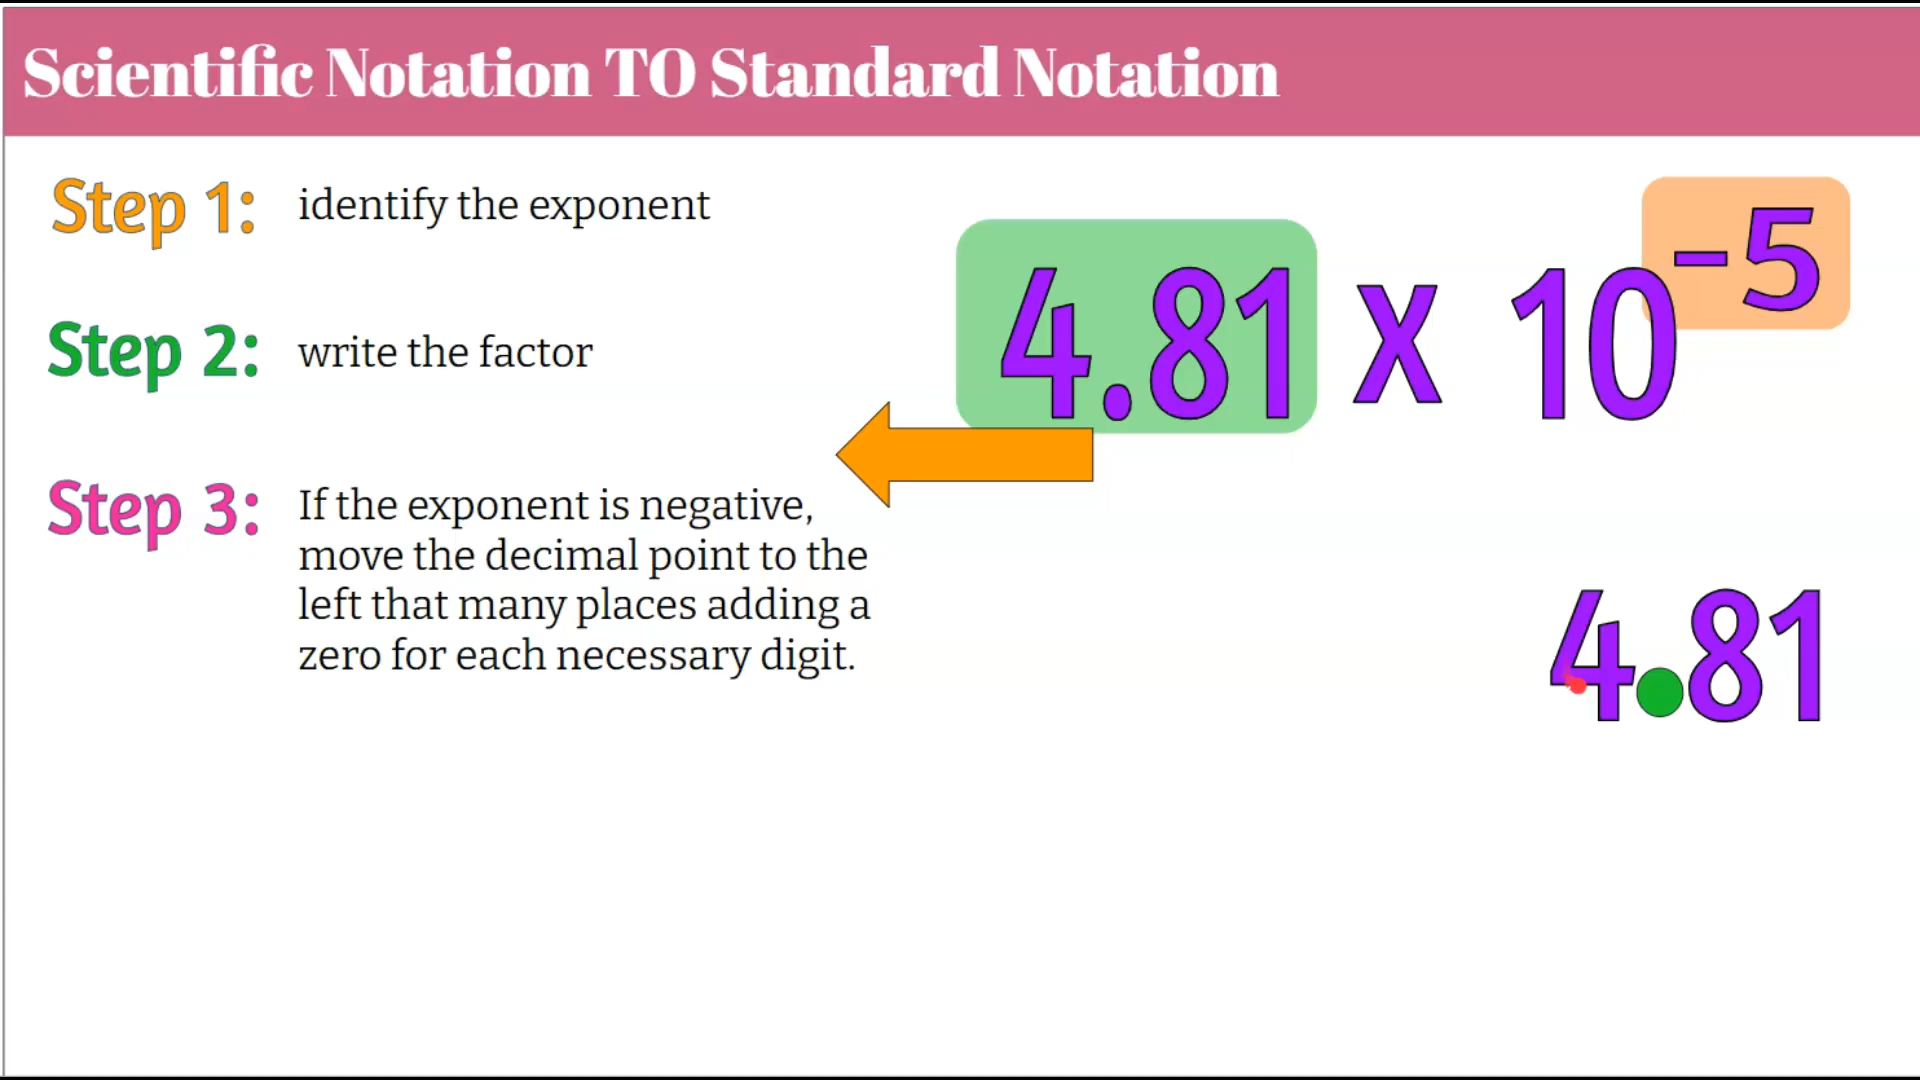 Scientific Notation TO Standard Notation
Step 1: identify the exponent
4.81 x 10⁻⁵
Step 2: write the factor
Step 3: If the exponent is negative,
move the decimal point to the
left that many places adding a
zero for each necessary digit.
4.81